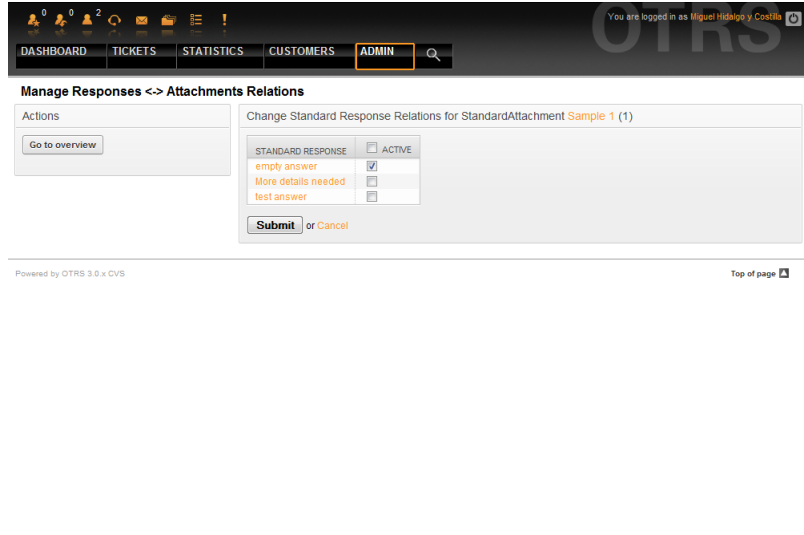 0 0 2
You are logged in as Miguel Hidalgo y Costilla
OTRS
DASHBOARD TICKETS STATISTICS CUSTOMERS ADMIN
Manage Responses <-> Attachments Relations
Actions
Go to overview
Change Standard Response Relations for StandardAttachment Sample 1 (1)
STANDARD RESPONSE ACTIVE
empty answer
More details needed
test answer
Submit or Cancel
Powered by OTRS 3.0.x CVS
Top of page